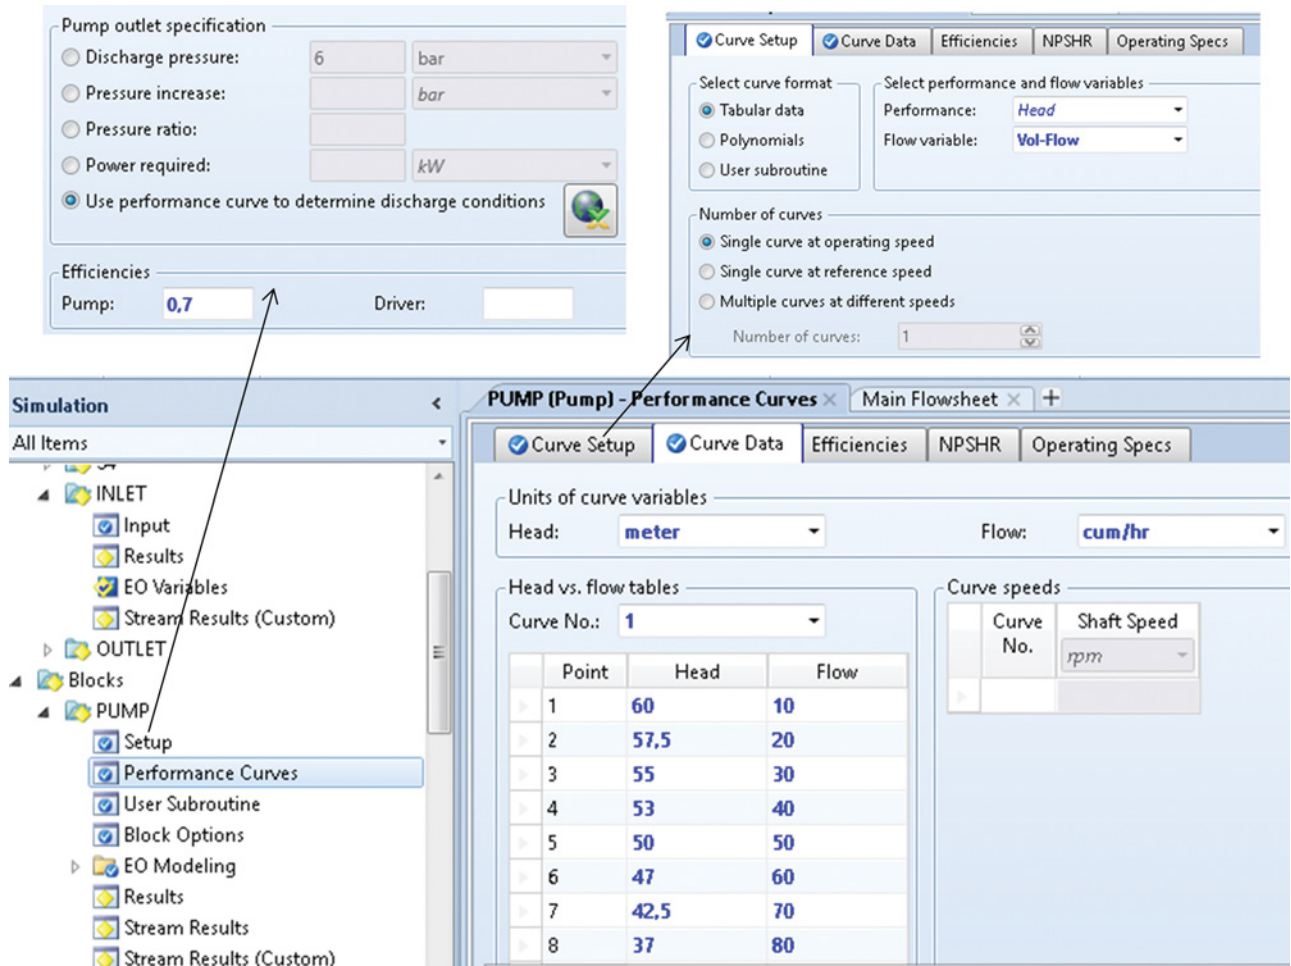 Pump outlet specification
Discharge pressure: 6 bar
Pressure increase: bar
Pressure ratio:
Power required: kW
Use performance curve to determine discharge conditions
Efficiencies
Pump: 0,7 Driver:
Curve Setup Curve Data Efficiencies NPSHR Operating Specs
Select curve format Select performance and flow variables
Tabular data Performance: Head
Polynomials Flow variable: Vol-Flow
User subroutine
Number of curves
Single curve at operating speed
Single curve at reference speed
Multiple curves at different speeds
Number of curves: 1
Simulation
All Items
INLET
Input
Results
EO Variables
Stream Results (Custom)
OUTLET
Blocks
PUMP
Setup
Performance Curves
User Subroutine
Block Options
EO Modeling
Results
Stream Results
Stream Results (Custom)
PUMP (Pump) - Performance Curves Main Flowsheet
Curve Setup Curve Data Efficiencies NPSHR Operating Specs
Units of curve variables
Head: meter Flow: cum/hr
Head vs. flow tables
Curve No.: 1
Point Head Flow
1 60 10
2 57,5 20
3 55 30
4 53 40
5 50 50
6 47 60
7 42,5 70
8 37 80
Curve speeds
Curve No. Shaft Speed
rpm